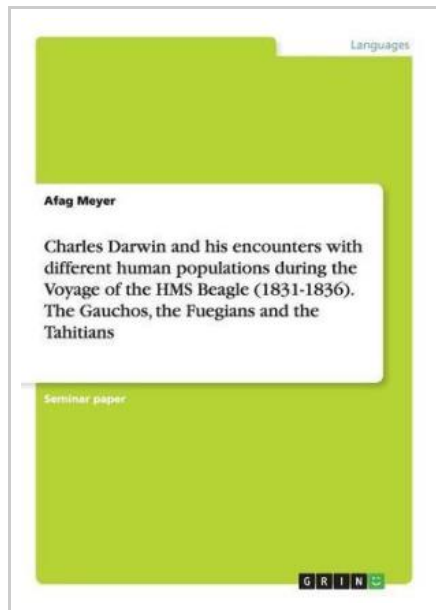 Languages
Afag Meyer
Charles Darwin and his encounters with
different human populations during the
Voyage of the HMS Beagle (1831-1836).
The Gauchos, the Fuegians and the
Tahitians
Seminar paper
GRIN